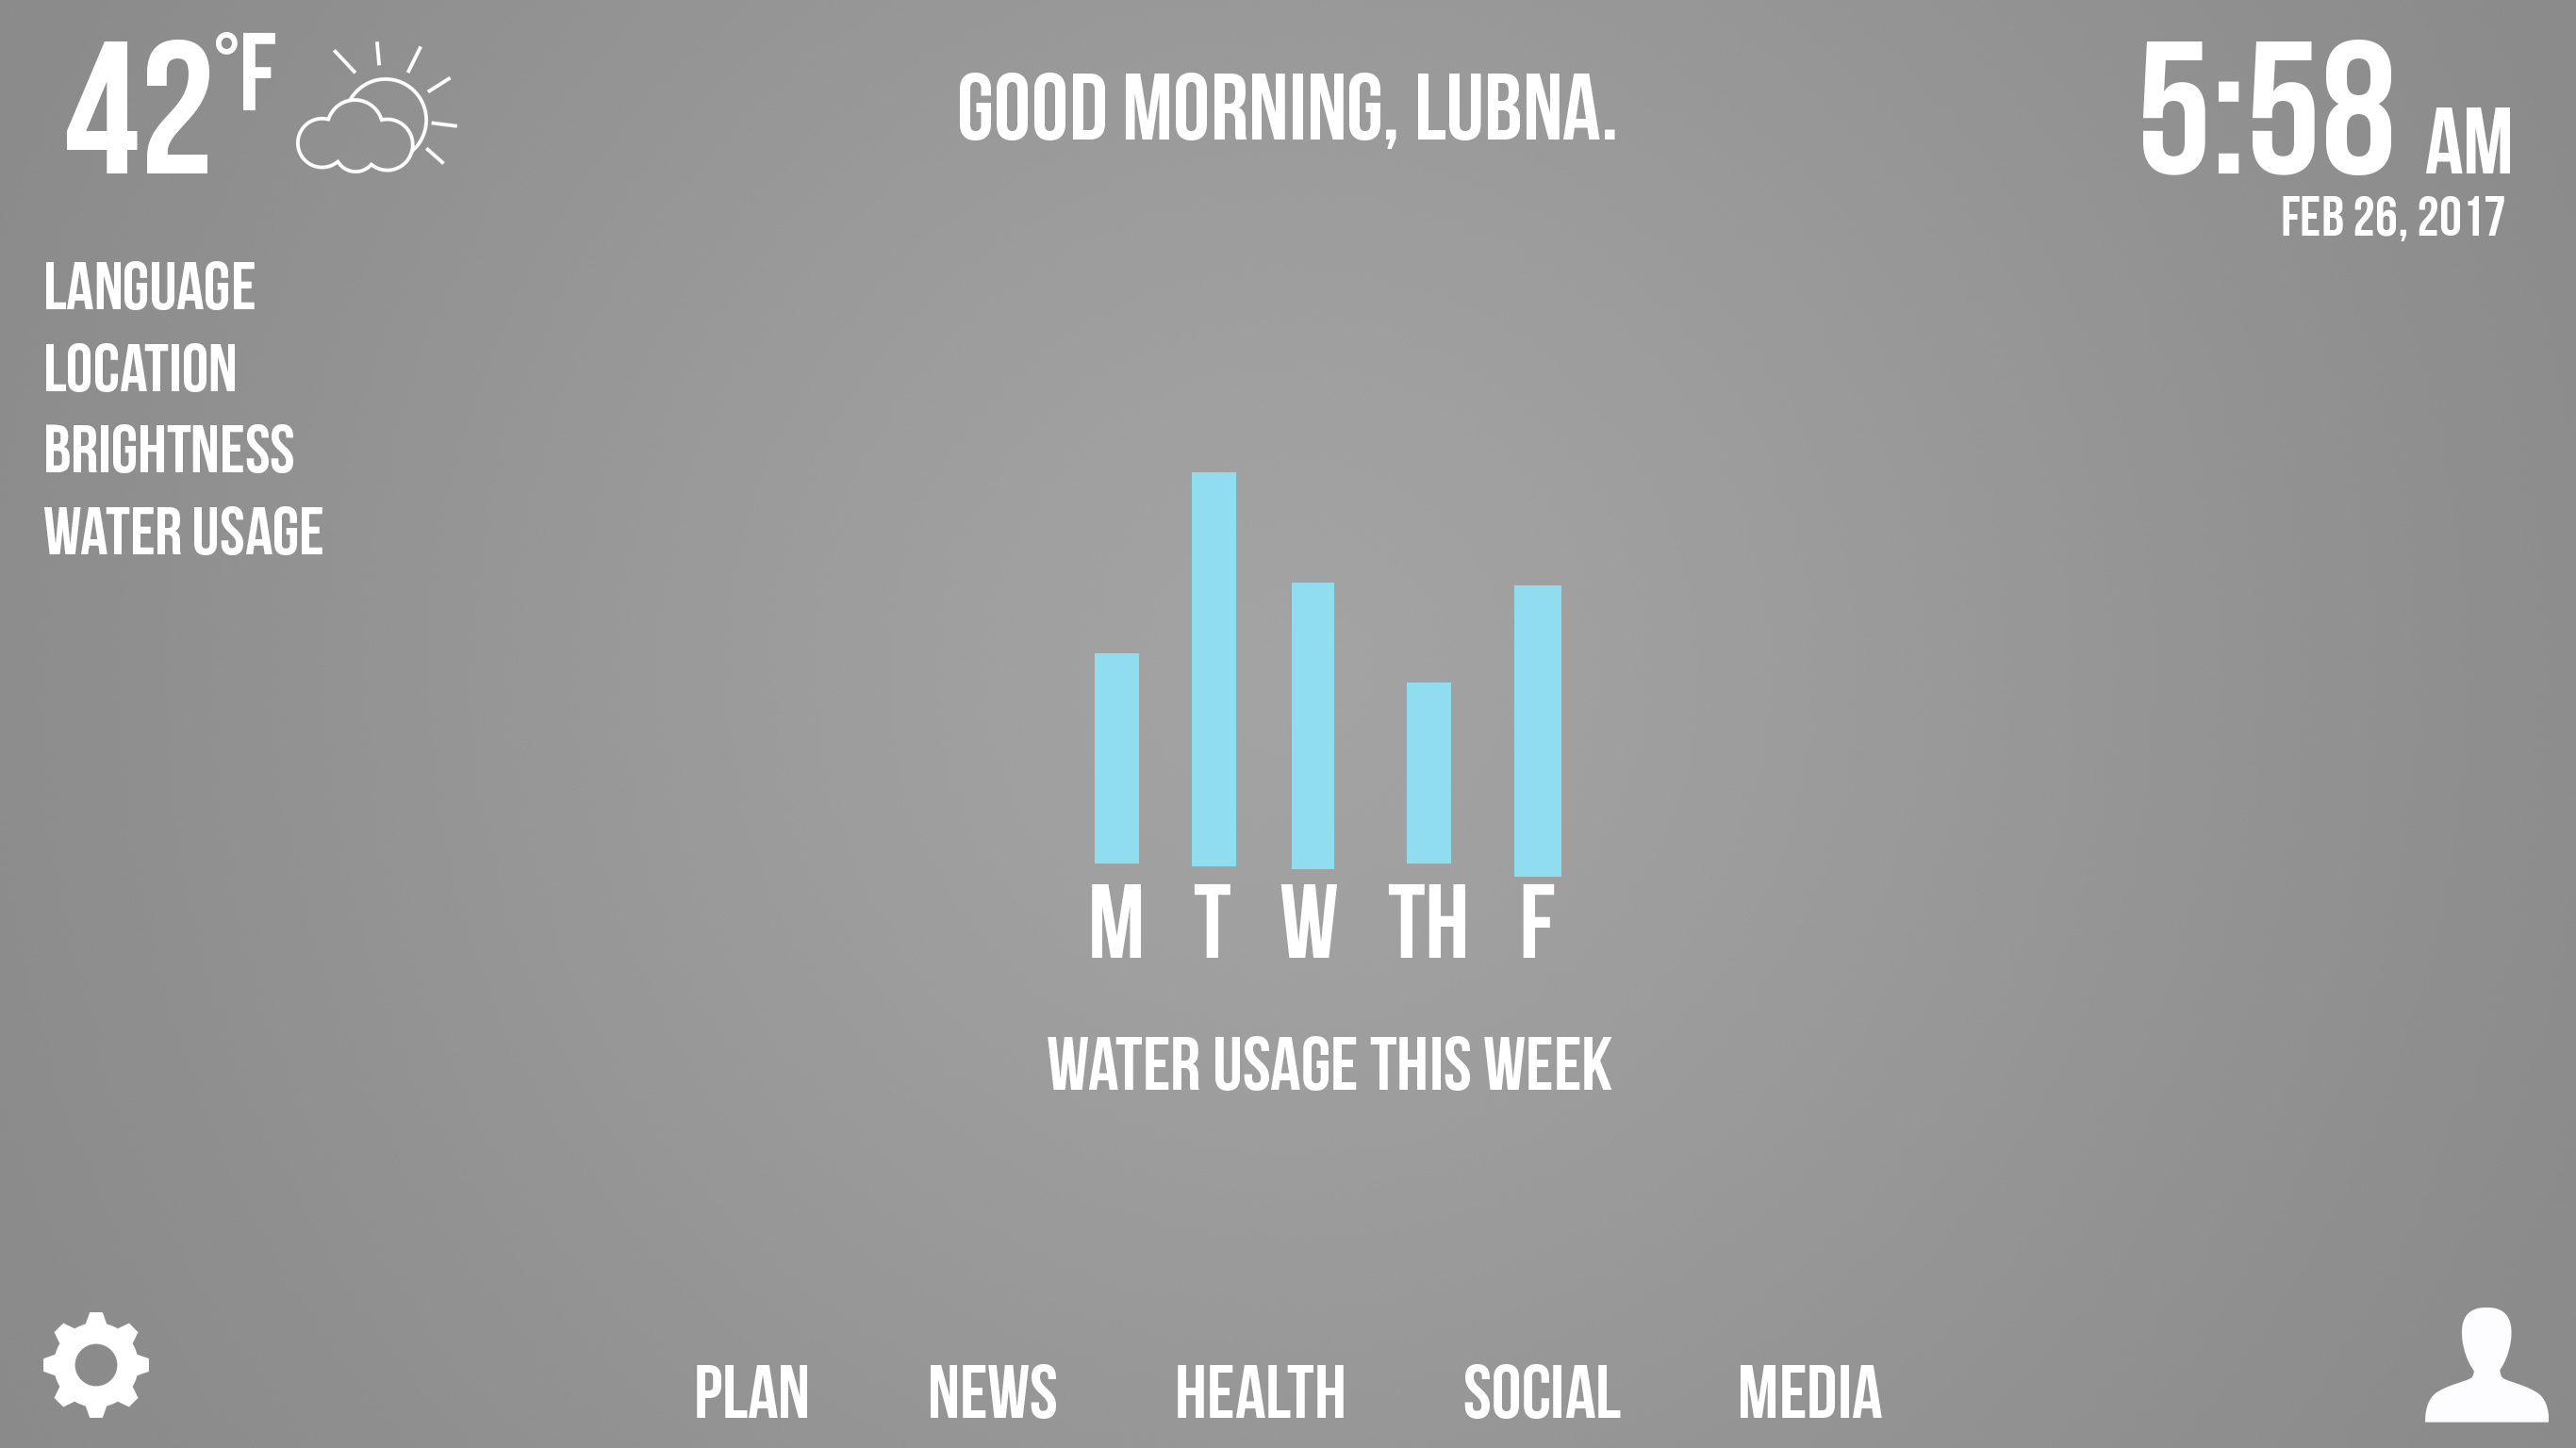 42°F
GOOD MORNING, LUBNA.
5:58 AM
FEB 26, 2017
LANGUAGE
LOCATION
BRIGHTNESS
WATER USAGE
M T W TH F
WATER USAGE THIS WEEK
PLAN NEWS HEALTH SOCIAL MEDIA